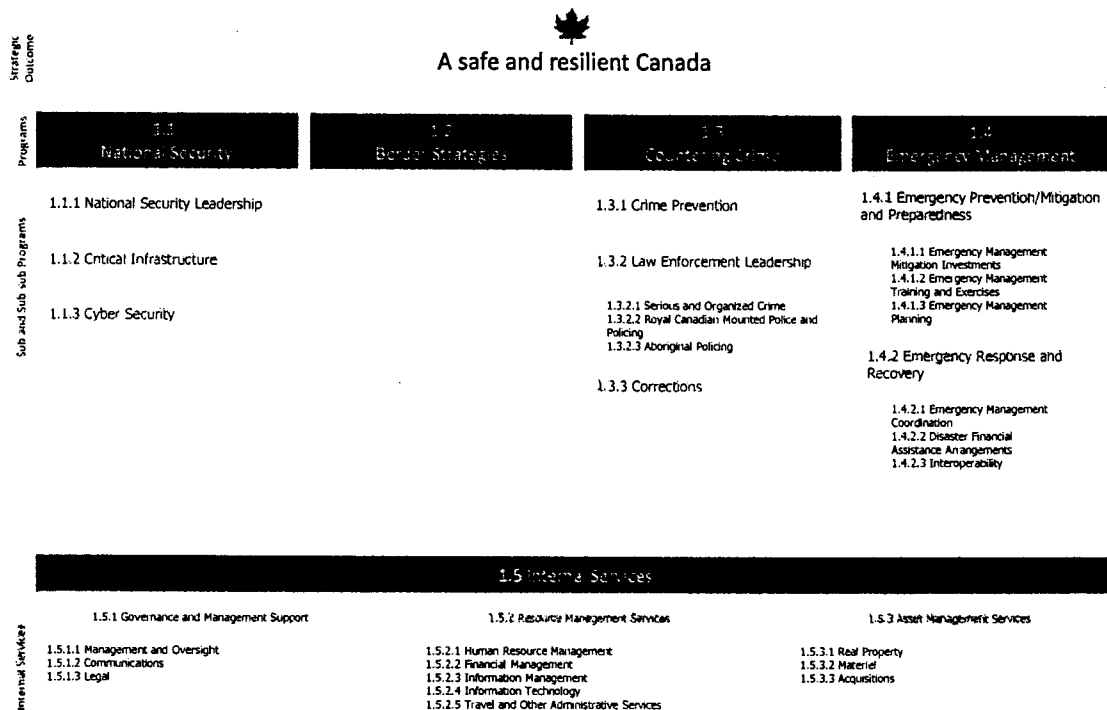 Strategic
Outcome
A safe and resilient Canada
Programs
1.1
National Security
1.2
Border Strategies
1.3
Countering Crime
1.4
Emergency Management
Sub and Sub sub Programs
1.1.1 National Security Leadership
1.1.2 Critical Infrastructure
1.1.3 Cyber Security
1.3.1 Crime Prevention
1.3.2 Law Enforcement Leadership
1.3.2.1 Serious and Organized Crime
1.3.2.2 Royal Canadian Mounted Police and
Policing
1.3.2.3 Aboriginal Policing
1.3.3 Corrections
1.4.1 Emergency Prevention/Mitigation
and Preparedness
1.4.1.1 Emergency Management
Mitigation Investments
1.4.1.2 Emergency Management
Training and Exercises
1.4.1.3 Emergency Management
Planning
1.4.2 Emergency Response and
Recovery
1.4.2.1 Emergency Management
Coordination
1.4.2.2 Disaster Financial
Assistance Arrangements
1.4.2.3 Interoperability
1.5 Internal Services
Internal Services
1.5.1 Governance and Management Support
1.5.1.1 Management and Oversight
1.5.1.2 Communications
1.5.1.3 Legal
1.5.2 Resource Management Services
1.5.2.1 Human Resource Management
1.5.2.2 Financial Management
1.5.2.3 Information Management
1.5.2.4 Information Technology
1.5.2.5 Travel and Other Administrative Services
1.5.3 Asset Management Services
1.5.3.1 Real Property
1.5.3.2 Materiel
1.5.3.3 Acquisitions